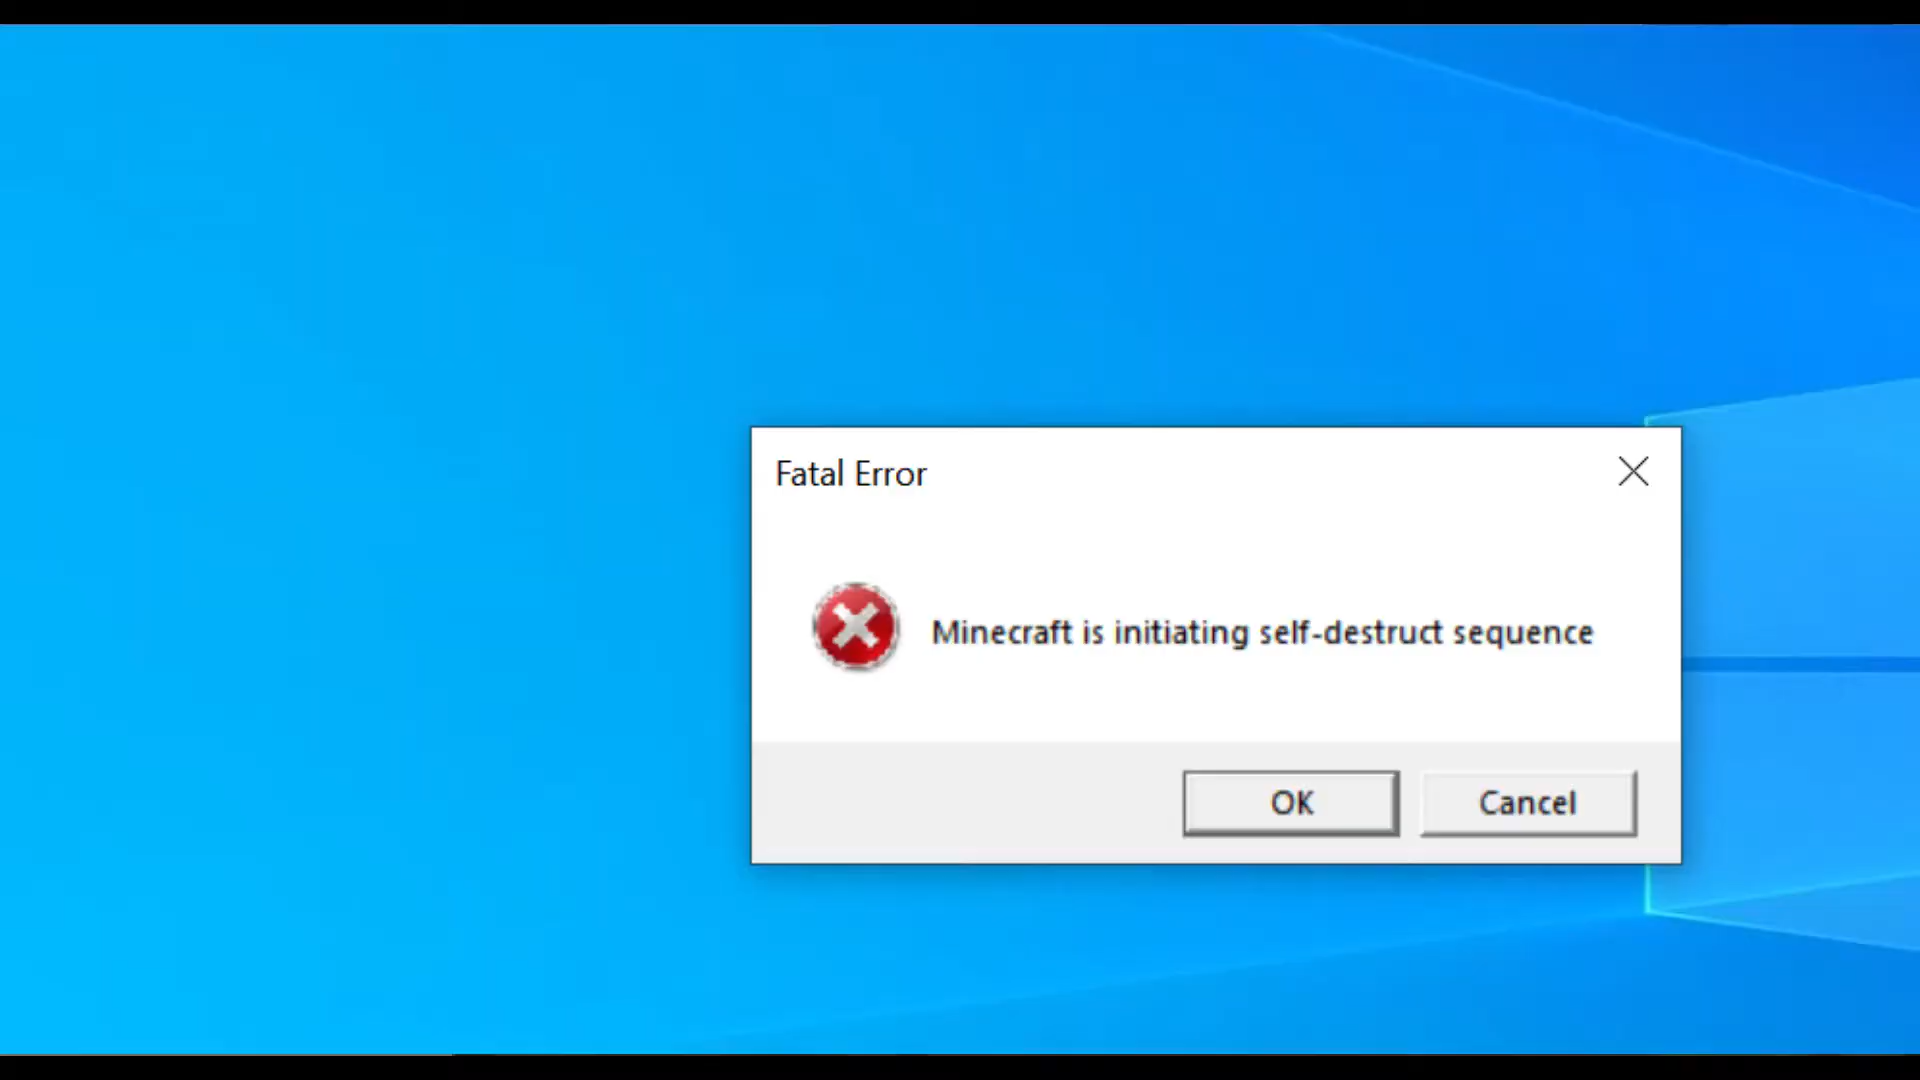 Fatal Error
Minecraft is initiating self-destruct sequence
OK Cancel